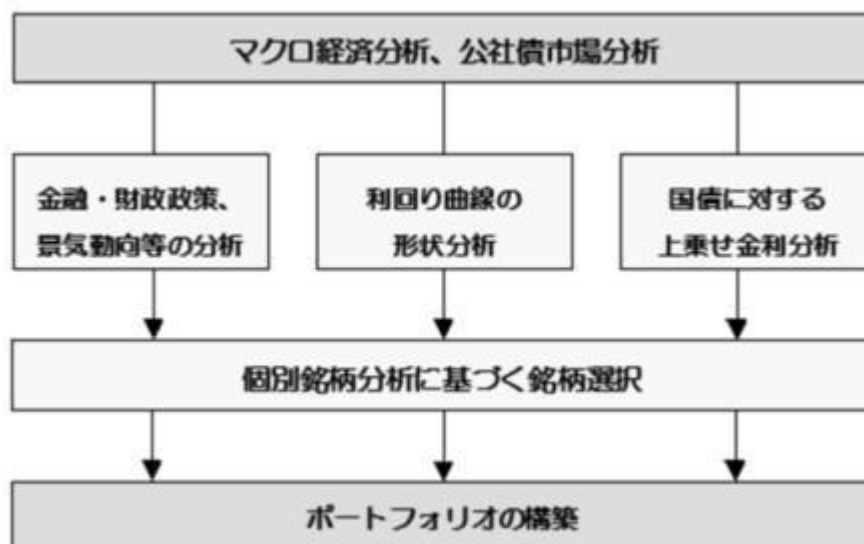 マクロ経済分析、公社債市場分析
金融・財政政策、
景気動向等の分析
利回り曲線の
形状分析
国債に対する
上乗せ金利分析
個別銘柄分析に基づく銘柄選択
ポートフォリオの構築